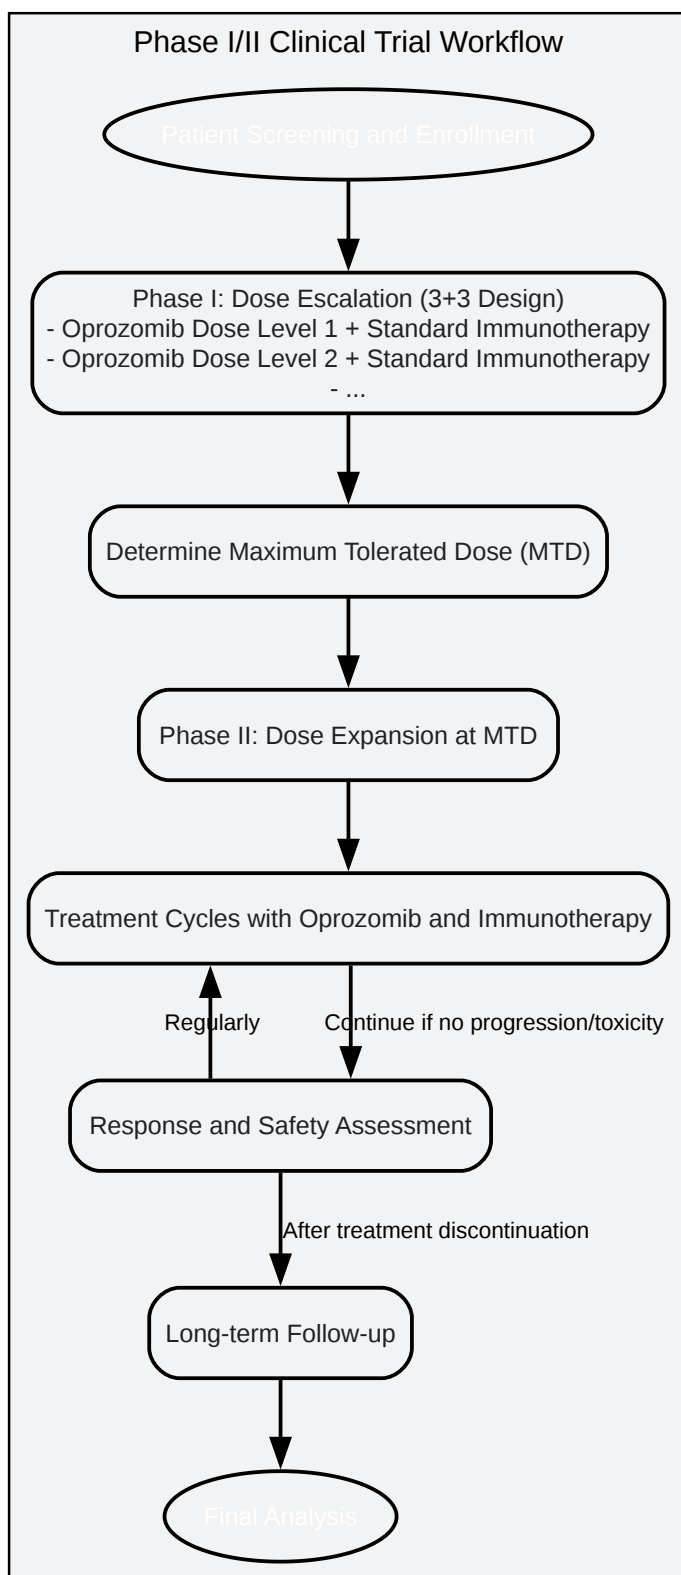 Phase I/II Clinical Trial Workflow
Patient Screening and Enrollment
Phase I: Dose Escalation (3+3 Design)
- Oprozomib Dose Level 1 + Standard Immunotherapy
- Oprozomib Dose Level 2 + Standard Immunotherapy
- ...
Determine Maximum Tolerated Dose (MTD)
Phase II: Dose Expansion at MTD
Treatment Cycles with Oprozomib and Immunotherapy
Regularly
Continue if no progression/toxicity
Response and Safety Assessment
After treatment discontinuation
Long-term Follow-up
Final Analysis